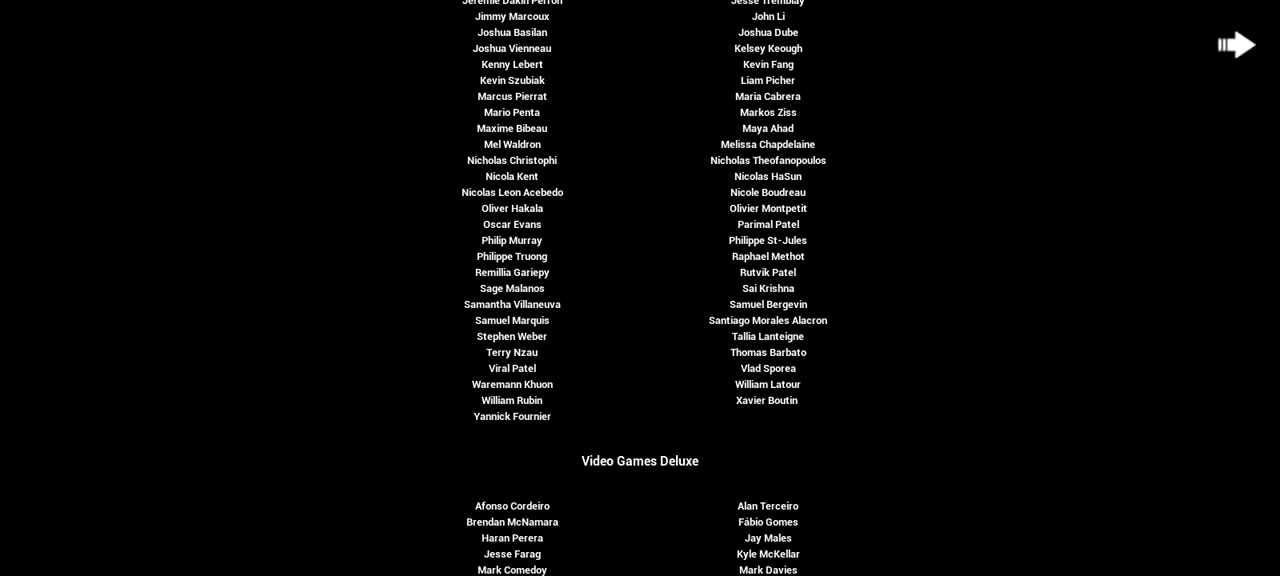 Jeremie Dakin Perron Jesse Tremblay
Jimmy Marcoux John Li
Joshua Basilan Joshua Dube
Joshua Vienneau Kelsey Keough
Kenny Lebert Kevin Fang
Kevin Szubiak Liam Picher
Marcus Pierrat Maria Cabrera
Mario Penta Markos Ziss
Maxime Bibeau Maya Ahad
Mel Waldron Melissa Chapdelaine
Nicholas Christophi Nicholas Theofanopoulos
Nicola Kent Nicolas HaSun
Nicolas Leon Acebedo Nicole Boudreau
Oliver Hakala Olivier Montpetit
Oscar Evans Parimal Patel
Philip Murray Philippe St-Jules
Philippe Truong Raphael Methot
Remillia Gariepy Rutvik Patel
Sage Malanos Sai Krishna
Samantha Villaneuva Samuel Bergevin
Samuel Marquis Santiago Morales Alacron
Stephen Weber Tallia Lanteigne
Terry Nzau Thomas Barbato
Viral Patel Vlad Sporea
Waremann Khuon William Latour
William Rubin Xavier Boutin
Yannick Fournier
Video Games Deluxe
Afonso Cordeiro Alan Terceiro
Brendan McNamara Fábio Gomes
Haran Perera Jay Males
Jesse Farag Kyle McKellar
Mark Comedoy Mark Davies